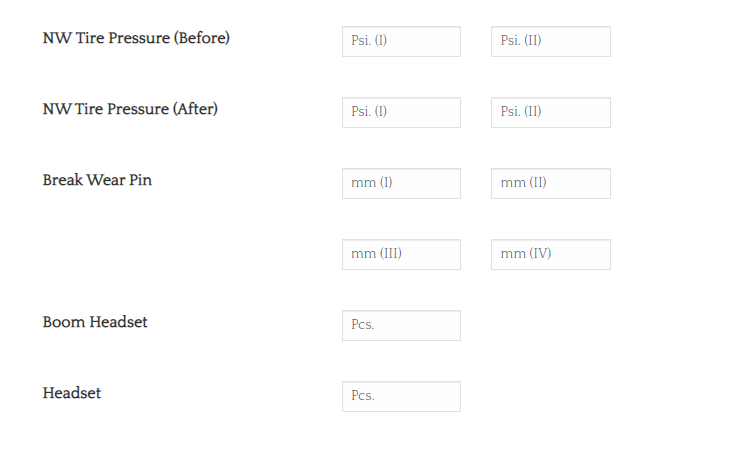 NW Tire Pressure (Before) Psi. (I) Psi. (II)
NW Tire Pressure (After) Psi. (I) Psi. (II)
Break Wear Pin mm (I) mm (II)
mm (III) mm (IV)
Boom Headset Pcs.
Headset Pcs.